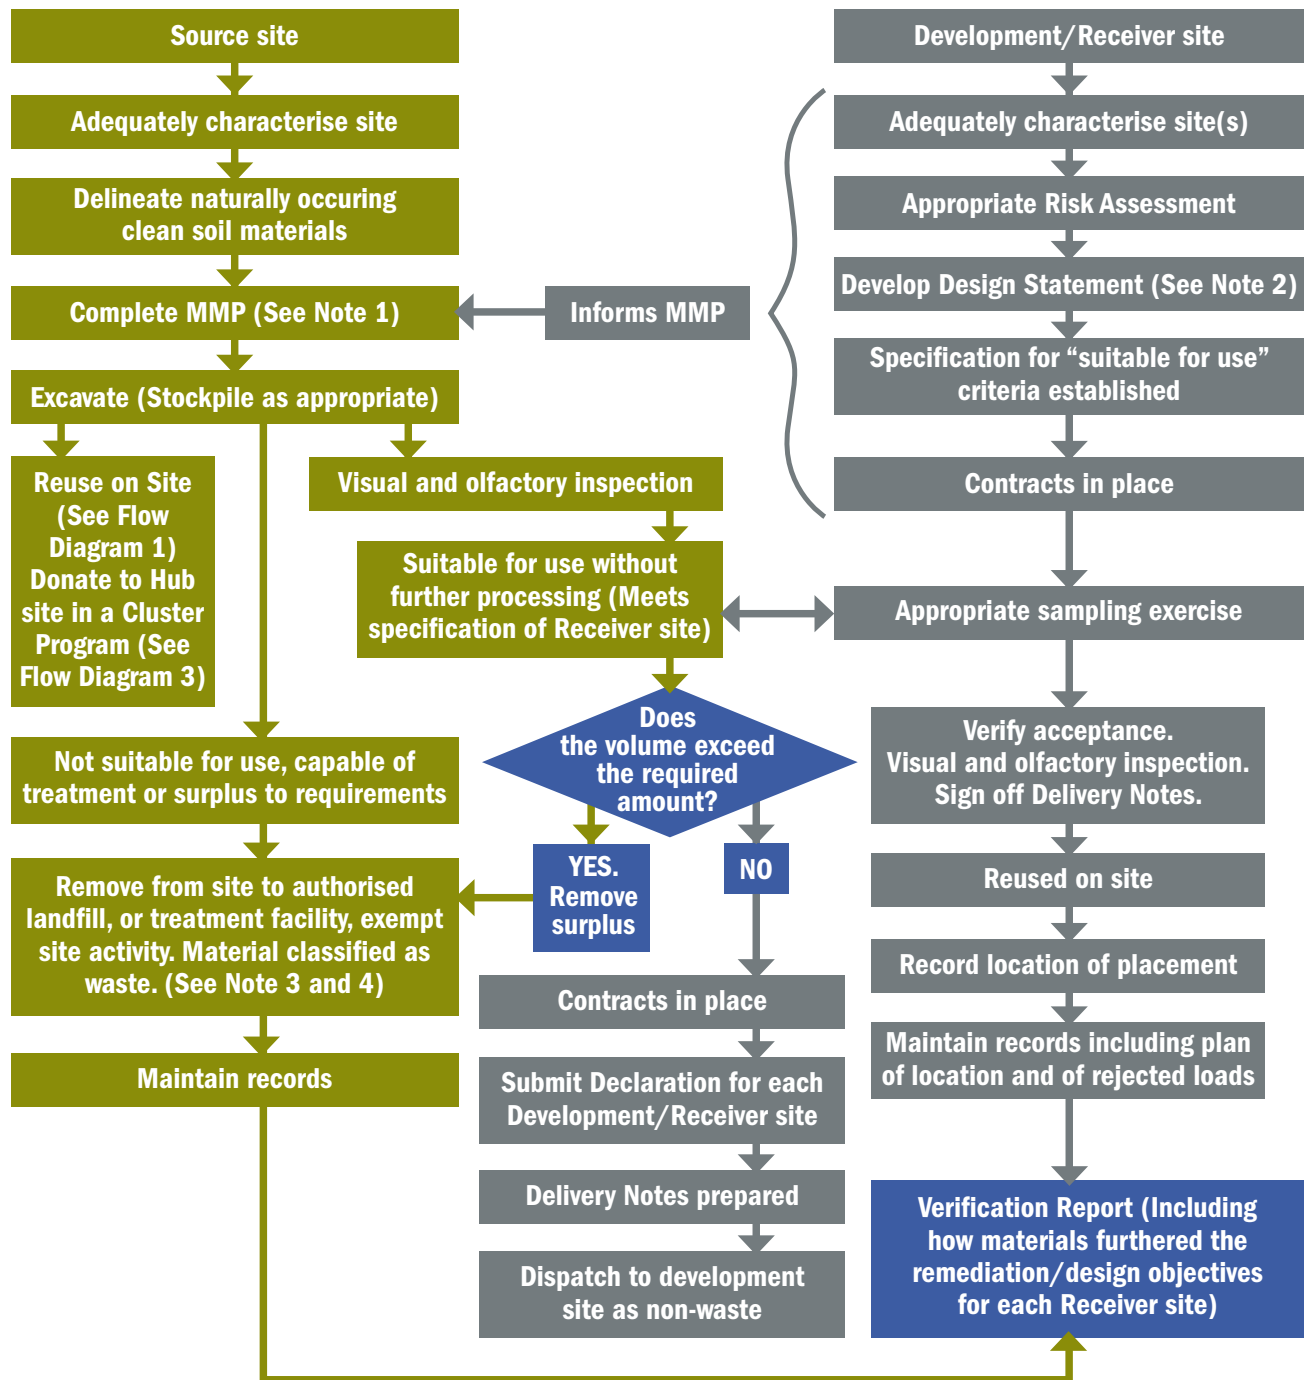 Source site
Adequately characterise site
Delineate naturally occuring
clean soil materials
Complete MMP (See Note 1)
Informs MMP
Excavate (Stockpile as appropriate)
Reuse on Site
(See Flow
Diagram 1)
Donate to Hub
site in a Cluster
Program (See
Flow Diagram 3)
Visual and olfactory inspection
Suitable for use without
further processing (Meets
specification of Receiver site)
Not suitable for use, capable of
treatment or surplus to requirements
Does
the volume exceed
the required
amount?
YES.
Remove
surplus
NO
Remove from site to authorised
landfill, or treatment facility, exempt
site activity. Material classified as
waste. (See Note 3 and 4)
Maintain records
Contracts in place
Submit Declaration for each
Development/Receiver site
Delivery Notes prepared
Dispatch to development
site as non-waste
Development/Receiver site
Adequately characterise site(s)
Appropriate Risk Assessment
Develop Design Statement (See Note 2)
Specification for “suitable for use”
criteria established
Contracts in place
Appropriate sampling exercise
Verify acceptance.
Visual and olfactory inspection.
Sign off Delivery Notes.
Reused on site
Record location of placement
Maintain records including plan
of location and of rejected loads
Verification Report (Including
how materials furthered the
remediation/design objectives
for each Receiver site)